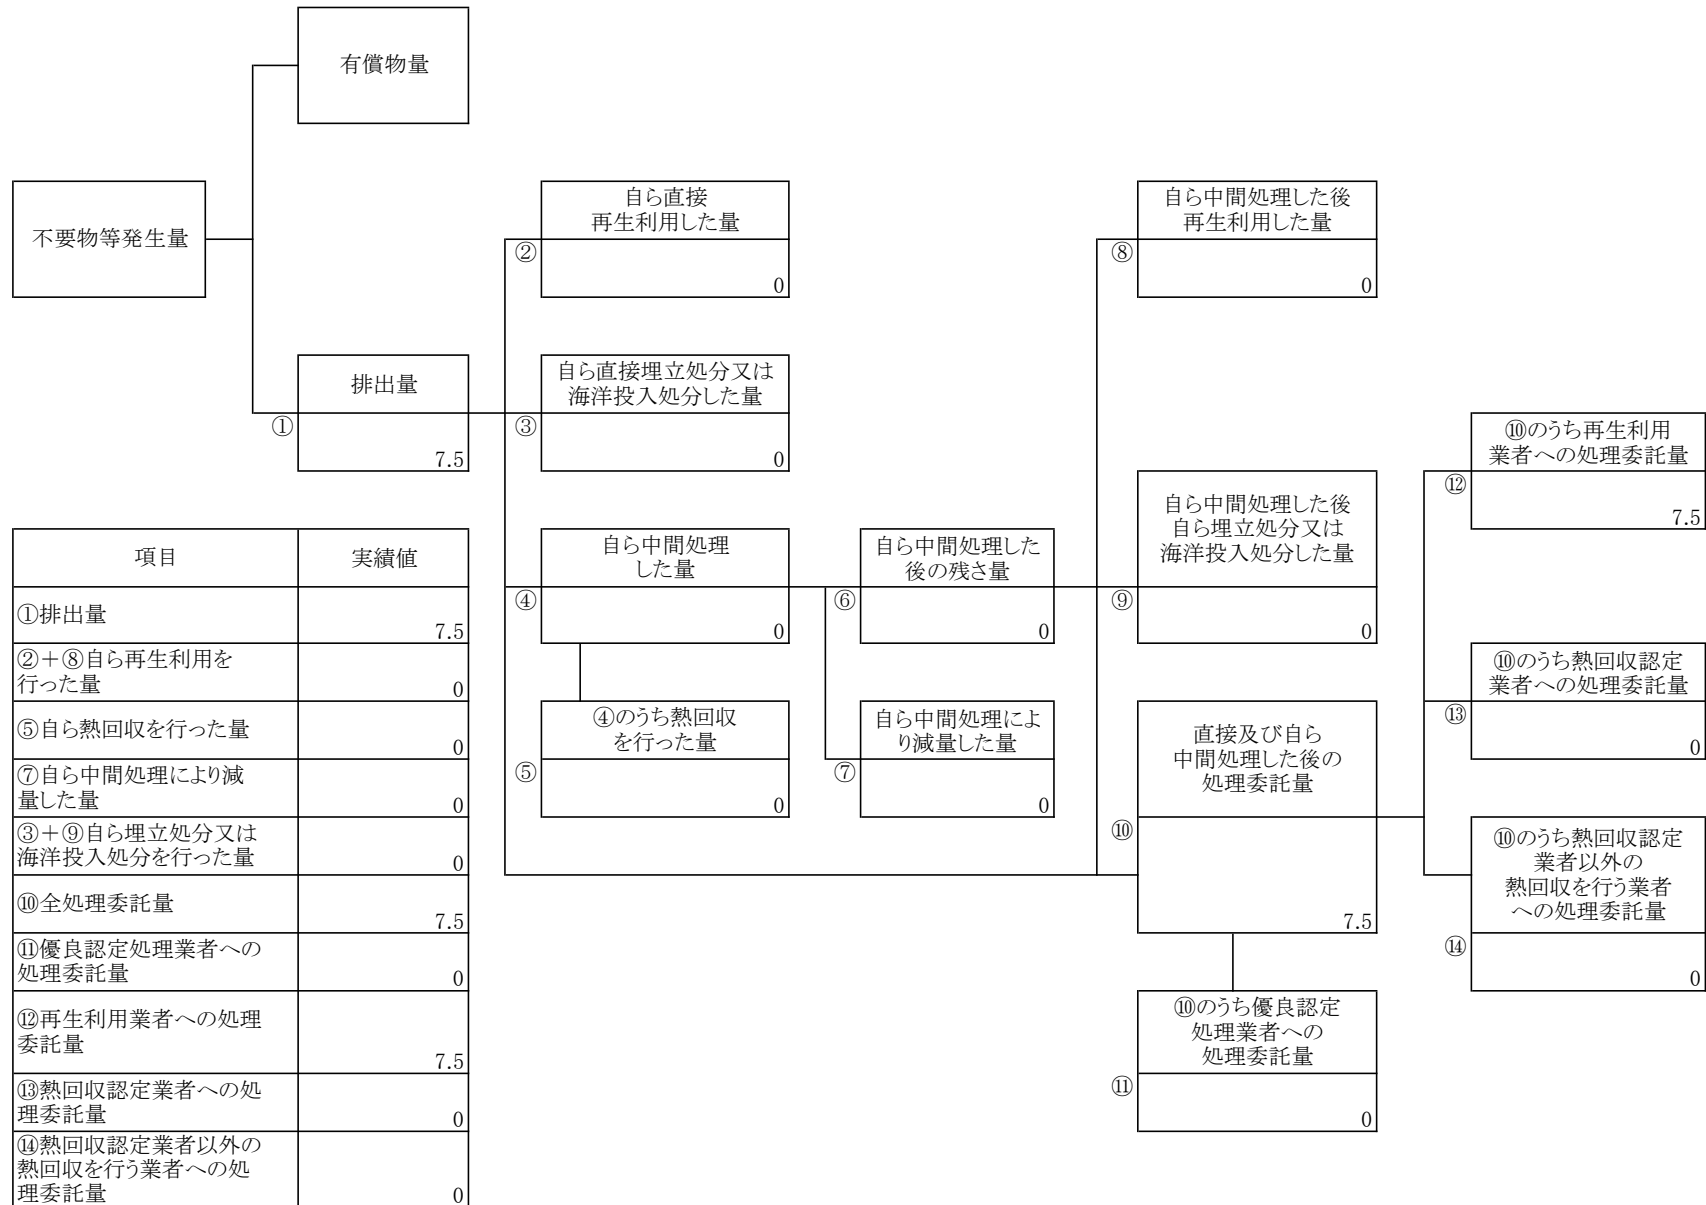 有償物量
不要物等発生量
排出量
①
7.5
自ら直接
再生利用した量
②
0
自ら直接埋立処分又は
海洋投入処分した量
③
0
自ら中間処理
した量
④
0
④のうち熱回収
を行った量
⑤
0
自ら中間処理した
後の残さ量
⑥
0
自ら中間処理によ
り減量した量
⑦
0
自ら中間処理した後
再生利用した量
⑧
0
自ら中間処理した後
自ら埋立処分又は
海洋投入処分した量
⑨
0
直接及び自ら
中間処理した後の
処理委託量
⑩
7.5
⑩のうち優良認定
処理業者への
処理委託量
⑪
0
⑩のうち再生利用
業者への処理委託量
⑫
7.5
⑩のうち熱回収認定
業者への処理委託量
⑬
0
⑩のうち熱回収認定
業者以外の
熱回収を行う業者
への処理委託量
⑭
0
項目 実績値
①排出量
7.5
②＋⑧自ら再生利用を
行った量
0
⑤自ら熱回収を行った量
0
⑦自ら中間処理により減
量した量
0
③＋⑨自ら埋立処分又は
海洋投入処分を行った量
0
⑩全処理委託量
7.5
⑪優良認定処理業者への
処理委託量
0
⑫再生利用業者への処理
委託量
7.5
⑬熱回収認定業者への処
理委託量
0
⑭熱回収認定業者以外の
熱回収を行う業者への処
理委託量
0